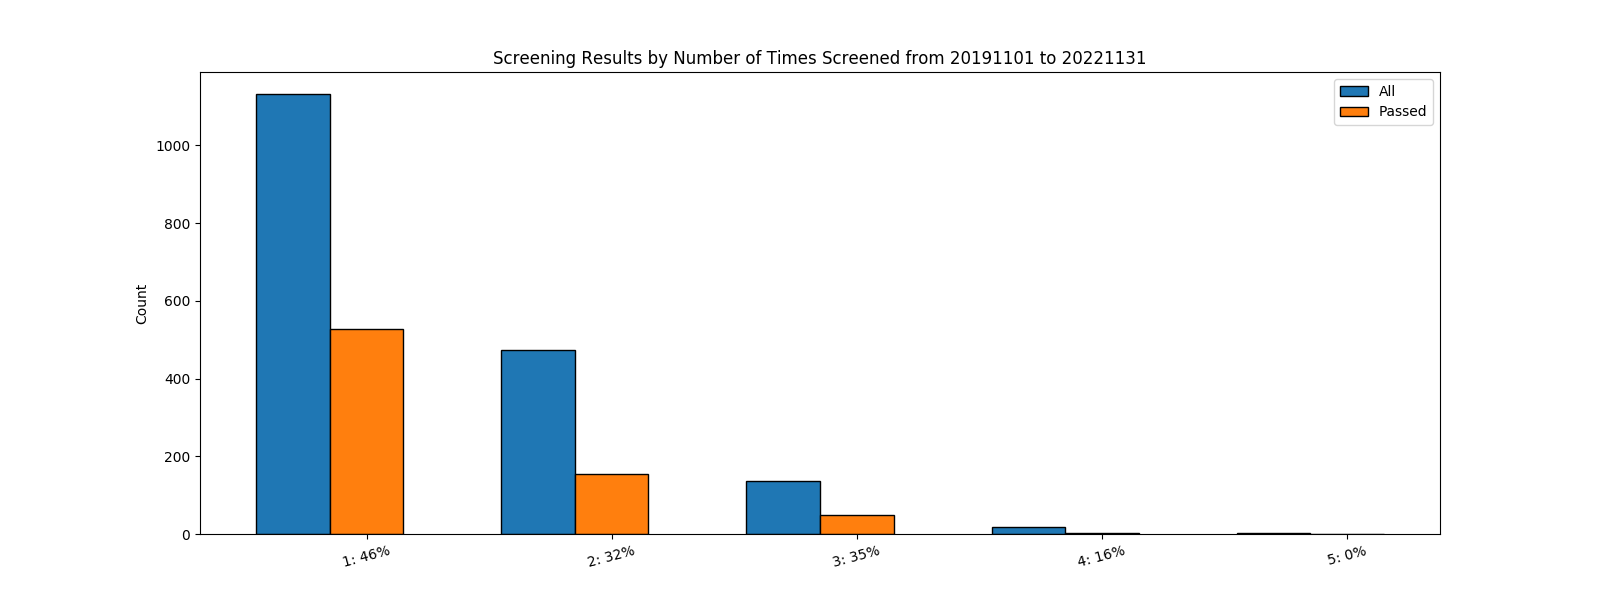 Screening Results by Number of Times Screened from 20191101 to 20221131
All
Passed
1000
800
600
400
200
0
Count
1: 46%
2: 32%
3: 35%
4: 16%
5: 0%